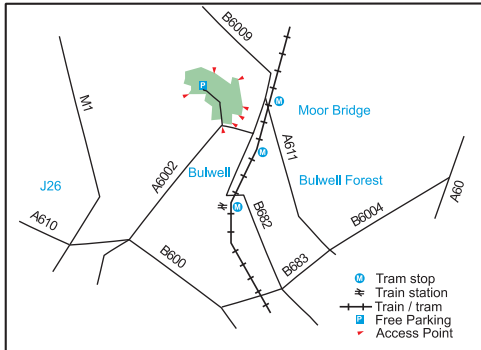 B6009
M1
P
M
Moor Bridge
A611
M
A6002
Bulwell
Bulwell Forest
J26
A60
B6004
M
B682
A610
B600
B683
M Tram stop
Train station
Train / tram
P Free Parking
Access Point